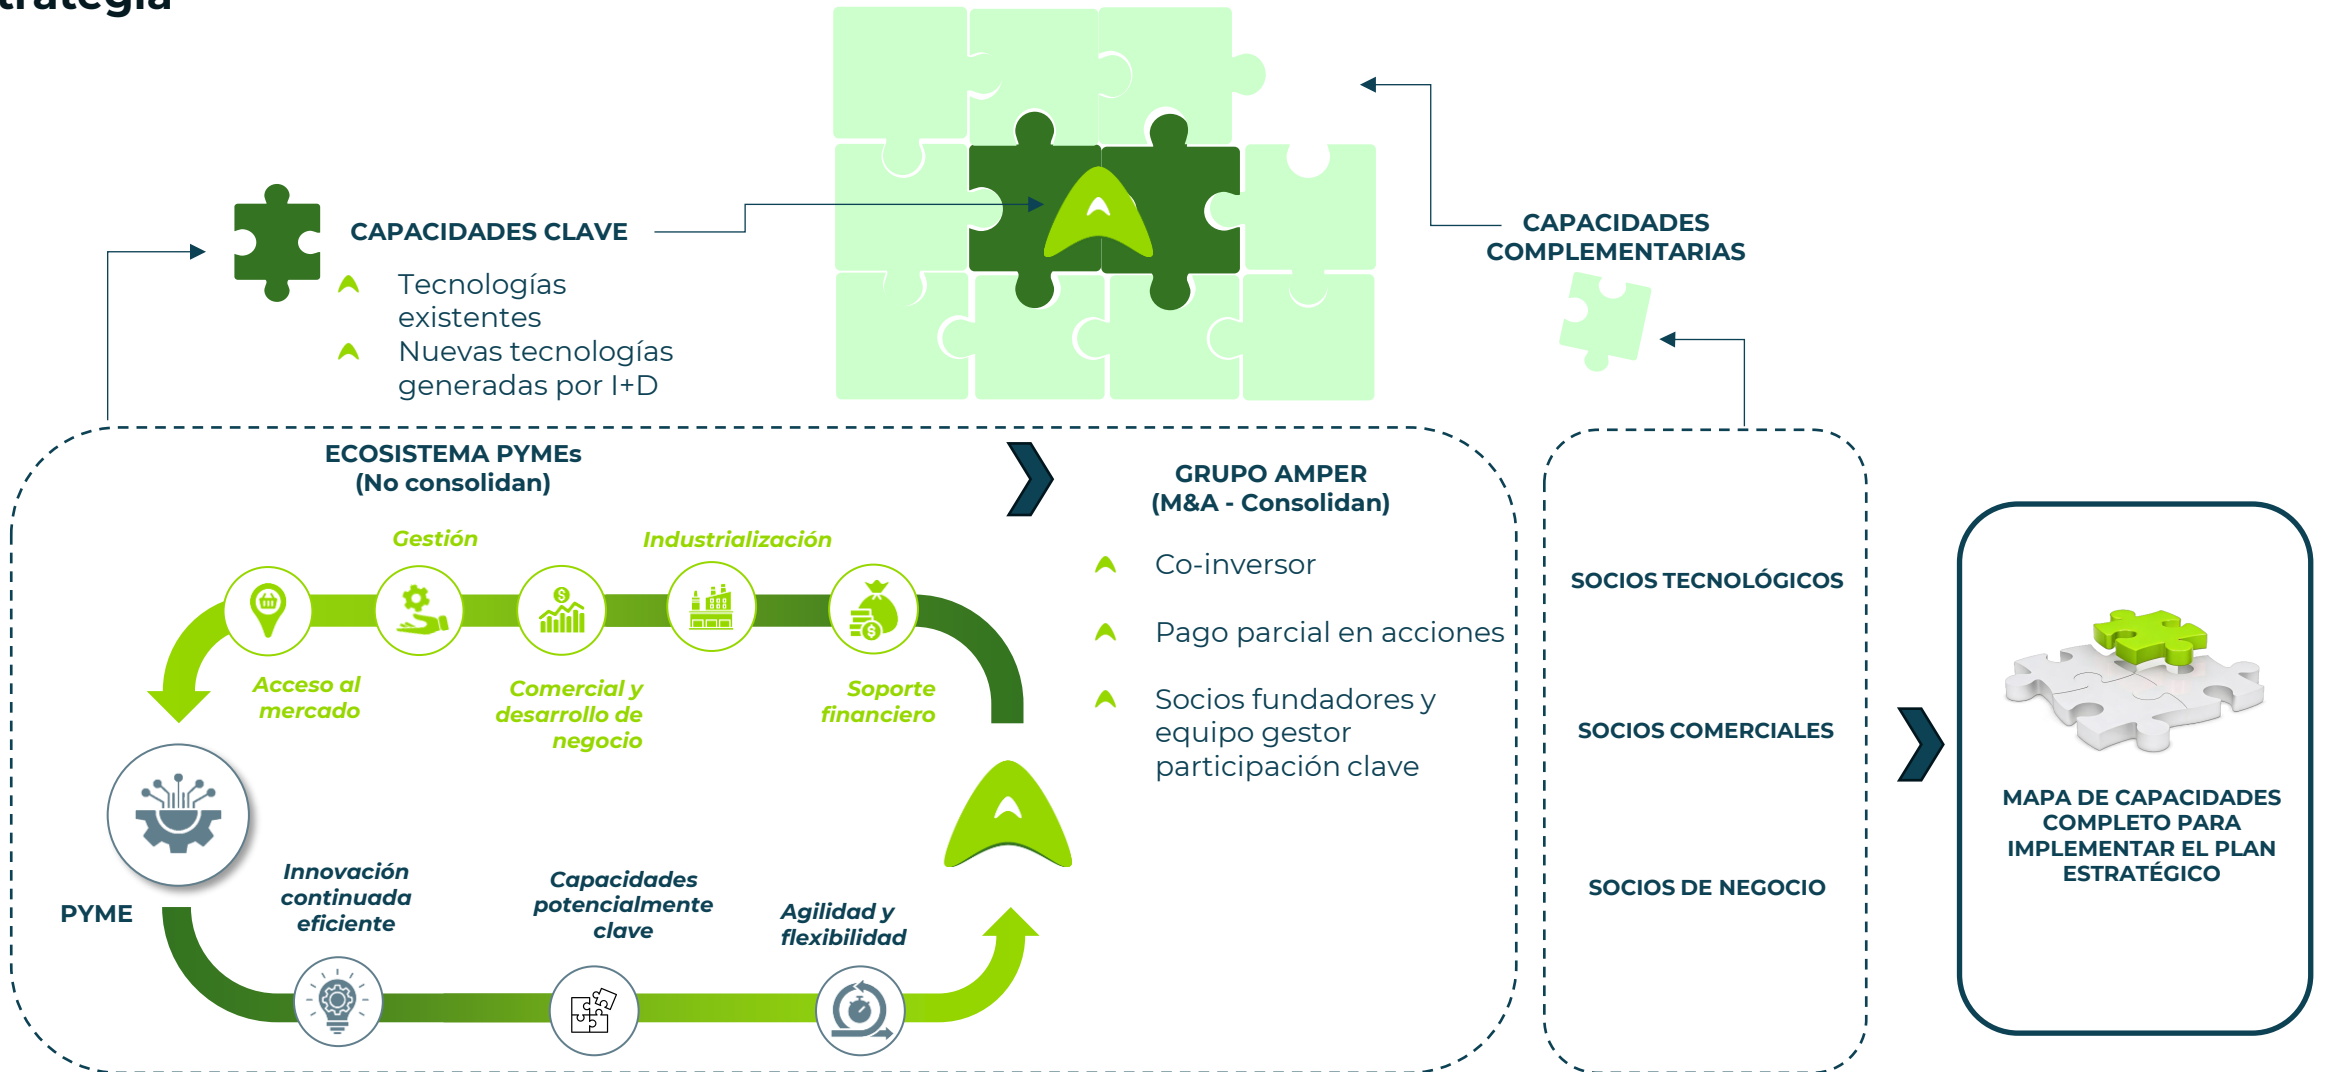 CAPACIDADES CLAVE
Tecnologías
existentes
Nuevas tecnologías
generadas por I+D
CAPACIDADES
COMPLEMENTARIAS
ECOSISTEMA PYMEs
(No consolidan)
Gestión
Industrialización
Acceso al
mercado
Comercial y
desarrollo de
negocio
Soporte
financiero
PYME
Innovación
continuada
eficiente
Capacidades
potencialmente
clave
Agilidad y
flexibilidad
GRUPO AMPER
(M&A - Consolidan)
Co-inversor
Pago parcial en acciones
Socios fundadores y
equipo gestor
participación clave
SOCIOS TECNOLÓGICOS
SOCIOS COMERCIALES
SOCIOS DE NEGOCIO
MAPA DE CAPACIDADES
COMPLETO PARA
IMPLEMENTAR EL PLAN
ESTRATÉGICO